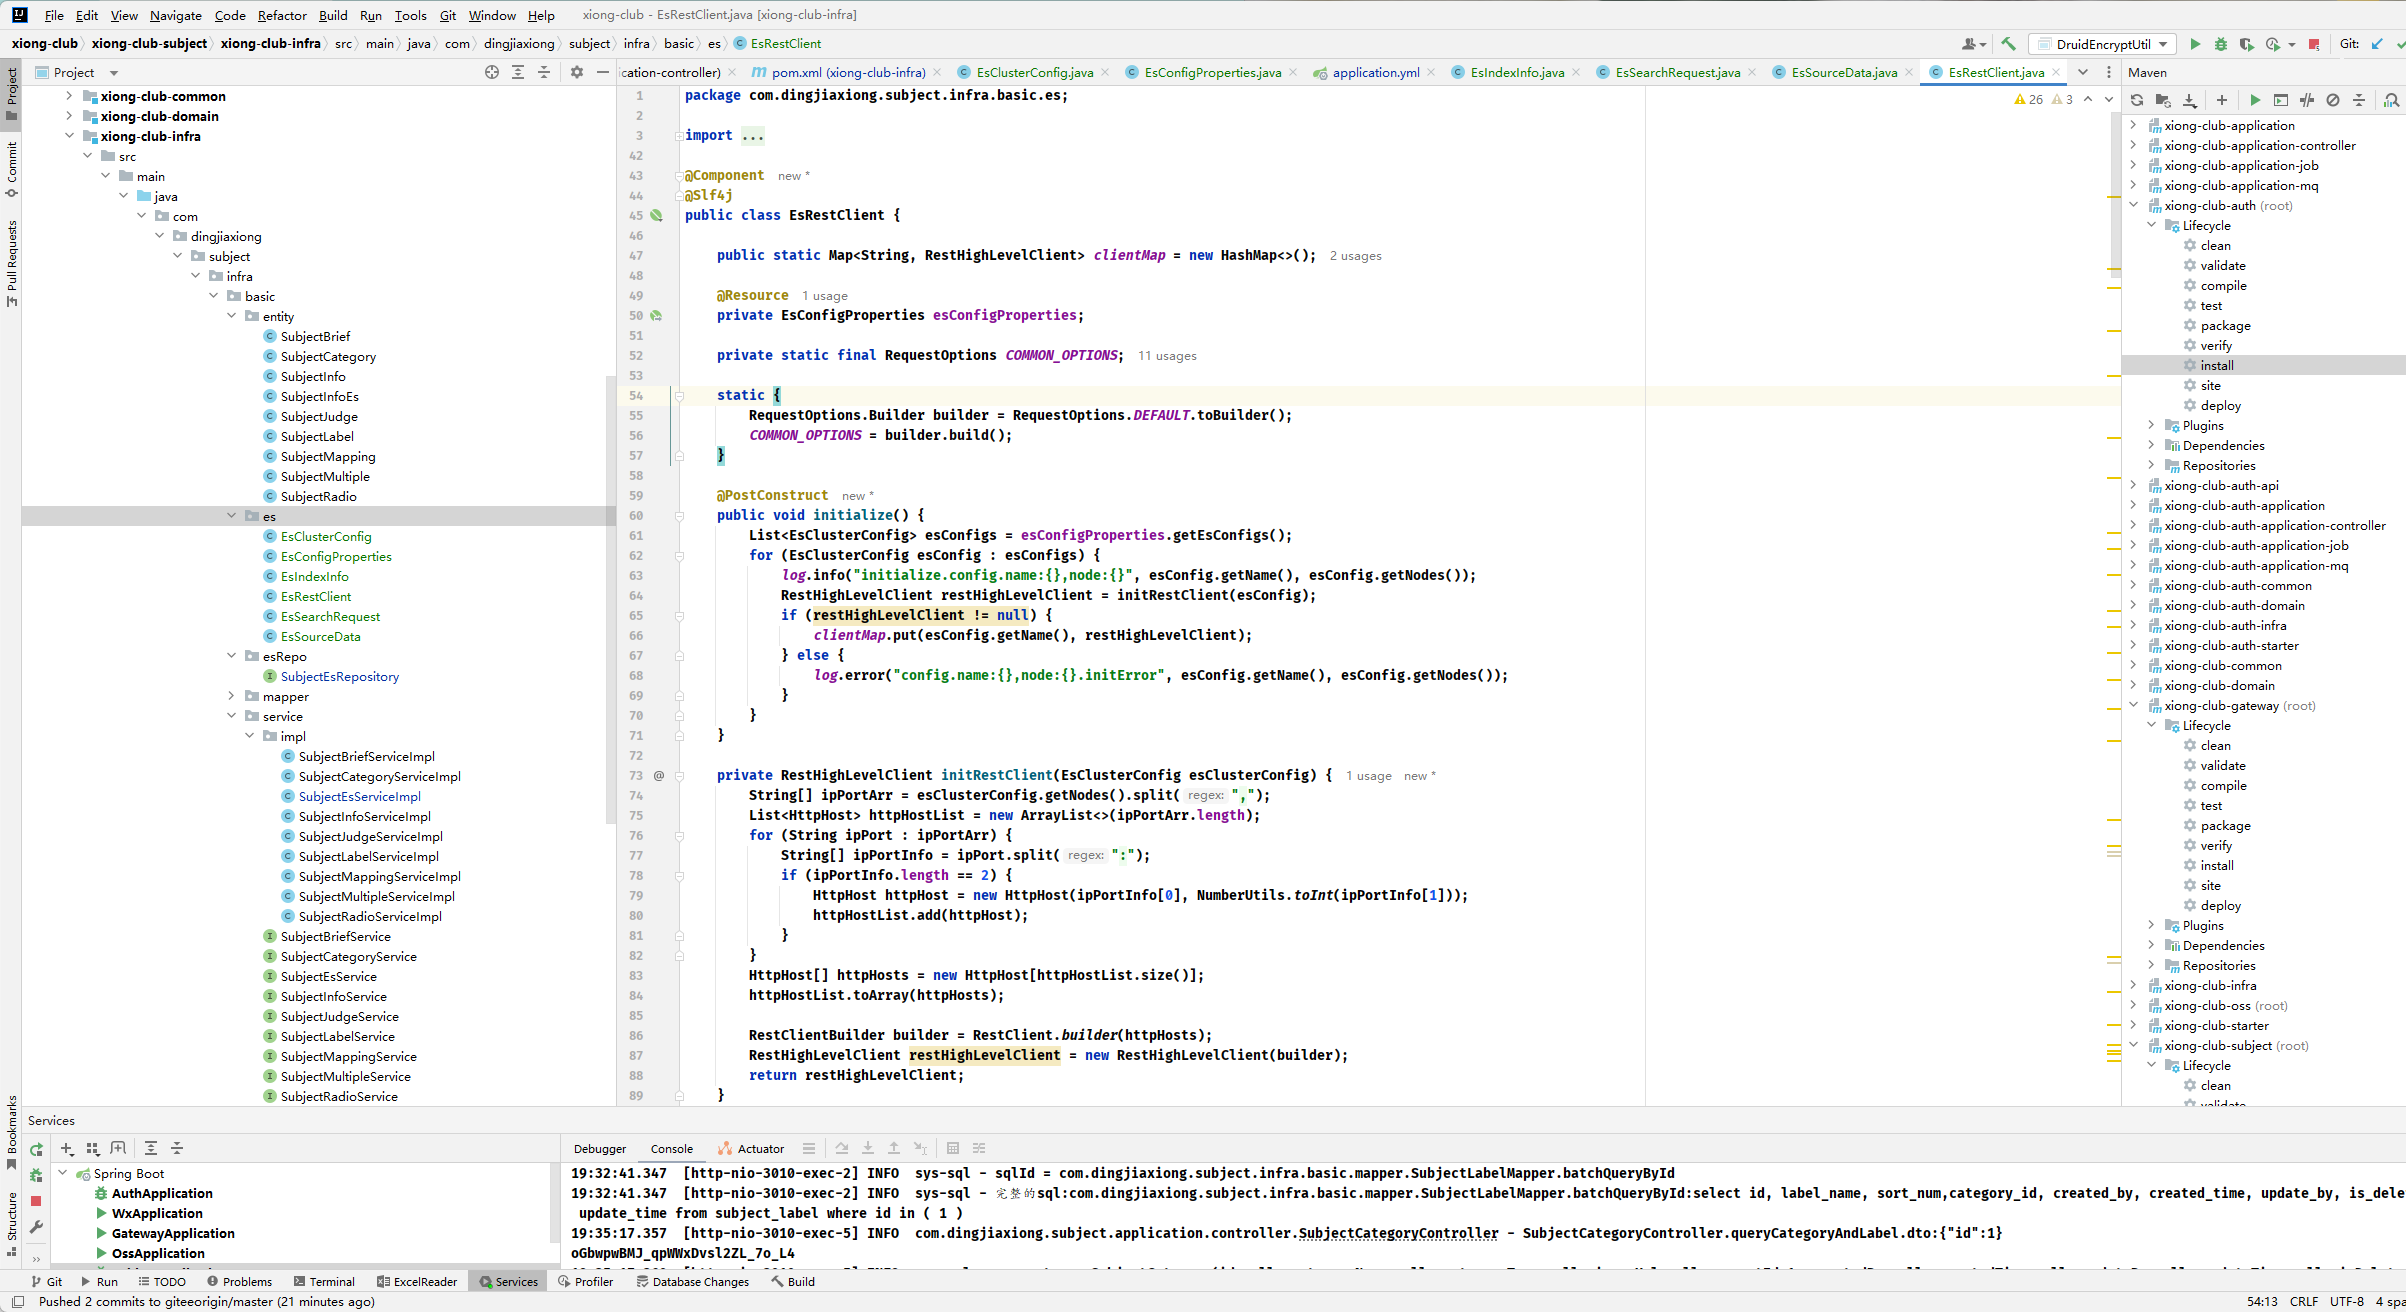 File Edit View Navigate Code Refactor Build Run Tools Git Window Help xiong-club - EsRestClient.java [xiong-club-infra]
xiong-club xiong-club-subject xiong-club-infra src main java com dingjiaxiong subject infra basic es EsRestClient DruidEncryptUtil Git:
Project
ication-controller) pom.xml (xiong-club-infra) EsClusterConfig.java EsConfigProperties.java application.yml EsIndexInfo.java EsSearchRequest.java EsSourceData.java EsRestClient.java
Maven
Project
Commit
Pull Requests
Bookmarks
Structure
xiong-club-common
xiong-club-domain
xiong-club-infra
src
main
java
com
dingjiaxiong
subject
infra
basic
entity
SubjectBrief
SubjectCategory
SubjectInfo
SubjectInfoEs
SubjectJudge
SubjectLabel
SubjectMapping
SubjectMultiple
SubjectRadio
es
EsClusterConfig
EsConfigProperties
EsIndexInfo
EsRestClient
EsSearchRequest
EsSourceData
esRepo
SubjectEsRepository
mapper
service
impl
SubjectBriefServiceImpl
SubjectCategoryServiceImpl
SubjectEsServiceImpl
SubjectInfoServiceImpl
SubjectJudgeServiceImpl
SubjectLabelServiceImpl
SubjectMappingServiceImpl
SubjectMultipleServiceImpl
SubjectRadioServiceImpl
SubjectBriefService
SubjectCategoryService
SubjectEsService
SubjectInfoService
SubjectJudgeService
SubjectLabelService
SubjectMappingService
SubjectMultipleService
SubjectRadioService
26 3
1 package com.dingjiaxiong.subject.infra.basic.es;
2
3 import ...
42
43 @Component new *
44 @Slf4j
45 public class EsRestClient {
46
47 public static Map<String, RestHighLevelClient> clientMap = new HashMap<>(); 2 usages
48
49 @Resource 1 usage
50 private EsConfigProperties esConfigProperties;
51
52 private static final RequestOptions COMMON_OPTIONS; 11 usages
53
54 static {
55 RequestOptions.Builder builder = RequestOptions.DEFAULT.toBuilder();
56 COMMON_OPTIONS = builder.build();
57 }
58
59 @PostConstruct new *
60 public void initialize() {
61 List<EsClusterConfig> esConfigs = esConfigProperties.getEsConfigs();
62 for (EsClusterConfig esConfig : esConfigs) {
63 log.info("initialize.config.name:{},node:{}", esConfig.getName(), esConfig.getNodes());
64 RestHighLevelClient restHighLevelClient = initRestClient(esConfig);
65 if (restHighLevelClient != null) {
66 clientMap.put(esConfig.getName(), restHighLevelClient);
67 } else {
68 log.error("config.name:{},node:{}.initError", esConfig.getName(), esConfig.getNodes());
69 }
70 }
71 }
72
73 @ private RestHighLevelClient initRestClient(EsClusterConfig esClusterConfig) { 1 usage new *
74 String[] ipPortArr = esClusterConfig.getNodes().split( regex: ",");
75 List<HttpHost> httpHostList = new ArrayList<>(ipPortArr.length);
76 for (String ipPort : ipPortArr) {
77 String[] ipPortInfo = ipPort.split( regex: ":");
78 if (ipPortInfo.length == 2) {
79 HttpHost httpHost = new HttpHost(ipPortInfo[0], NumberUtils.toInt(ipPortInfo[1]));
80 httpHostList.add(httpHost);
81 }
82 }
83 HttpHost[] httpHosts = new HttpHost[httpHostList.size()];
84 httpHostList.toArray(httpHosts);
85
86 RestClientBuilder builder = RestClient.builder(httpHosts);
87 RestHighLevelClient restHighLevelClient = new RestHighLevelClient(builder);
88 return restHighLevelClient;
89 }
xiong-club-application
xiong-club-application-controller
xiong-club-application-job
xiong-club-application-mq
xiong-club-auth (root)
Lifecycle
clean
validate
compile
test
package
verify
install
site
deploy
Plugins
Dependencies
Repositories
xiong-club-auth-api
xiong-club-auth-application
xiong-club-auth-application-controller
xiong-club-auth-application-job
xiong-club-auth-application-mq
xiong-club-auth-common
xiong-club-auth-domain
xiong-club-auth-infra
xiong-club-auth-starter
xiong-club-common
xiong-club-domain
xiong-club-gateway (root)
Lifecycle
clean
validate
compile
test
package
verify
install
site
deploy
Plugins
Dependencies
Repositories
xiong-club-infra
xiong-club-oss (root)
xiong-club-starter
xiong-club-subject (root)
Lifecycle
clean
validate
Services
Spring Boot
AuthApplication
WxApplication
GatewayApplication
OssApplication
Debugger Console Actuator
19:32:41.347 [http-nio-3010-exec-2] INFO sys-sql - sqlId = com.dingjiaxiong.subject.infra.basic.mapper.SubjectLabelMapper.batchQueryById
19:32:41.347 [http-nio-3010-exec-2] INFO sys-sql - 完整的sql:com.dingjiaxiong.subject.infra.basic.mapper.SubjectLabelMapper.batchQueryById:select id, label_name, sort_num,category_id, created_by, created_time, update_by, is_dele
update_time from subject_label where id in ( 1 )
19:35:17.357 [http-nio-3010-exec-5] INFO com.dingjiaxiong.subject.application.controller.SubjectCategoryController - SubjectCategoryController.queryCategoryAndLabel.dto:{"id":1}
oGbwpwBMJ_qpWWxDvsl2ZL_7o_L4
Git Run TODO Problems Terminal ExcelReader Services Profiler Database Changes Build
Pushed 2 commits to giteeorigin/master (21 minutes ago) 54:13 CRLF UTF-8 4 spa